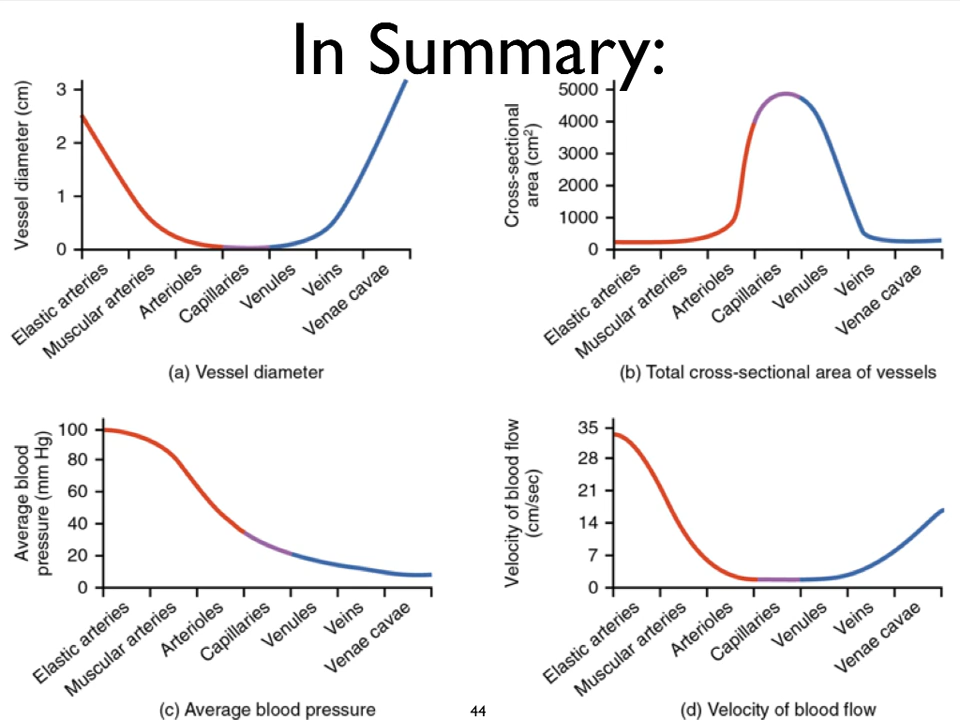 In Summary:
Vessel diameter (cm)
3
2
1
0
Elastic arteries
Muscular arteries
Arterioles
Capillaries
Venules
Veins
Venae cavae
(a) Vessel diameter
Cross-sectional
area (cm²)
5000
4000
3000
2000
1000
0
Elastic arteries
Muscular arteries
Arterioles
Capillaries
Venules
Veins
Venae cavae
(b) Total cross-sectional area of vessels
Average blood
pressure (mm Hg)
100
80
60
40
20
0
Elastic arteries
Muscular arteries
Arterioles
Capillaries
Venules
Veins
Venae cavae
(c) Average blood pressure
Velocity of blood flow
(cm/sec)
35
28
21
14
7
0
Elastic arteries
Muscular arteries
Arterioles
Capillaries
Venules
Veins
Venae cavae
(d) Velocity of blood flow
44